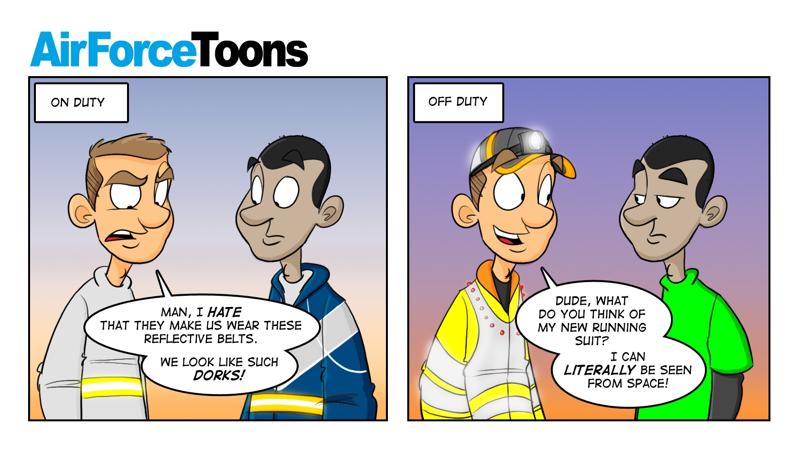 AirForceToons
ON DUTY
MAN, I HATE
THAT THEY MAKE US WEAR THESE
REFLECTIVE BELTS.
WE LOOK LIKE SUCH
DORKS!
OFF DUTY
DUDE, WHAT
DO YOU THINK OF
MY NEW RUNNING
SUIT?
I CAN
LITERALLY BE SEEN
FROM SPACE!